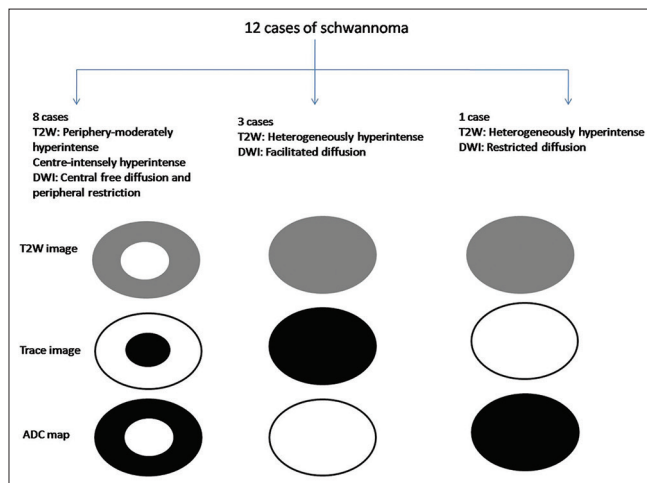 12 cases of schwannoma
8 cases
T2W: Periphery-moderately
hyperintense
Centre-intensely hyperintense
DWI: Central free diffusion and
peripheral restriction
3 cases
T2W: Heterogeneously hyperintense
DWI: Facilitated diffusion
1 case
T2W: Heterogeneously hyperintense
DWI: Restricted diffusion
T2W image
Trace image
ADC map